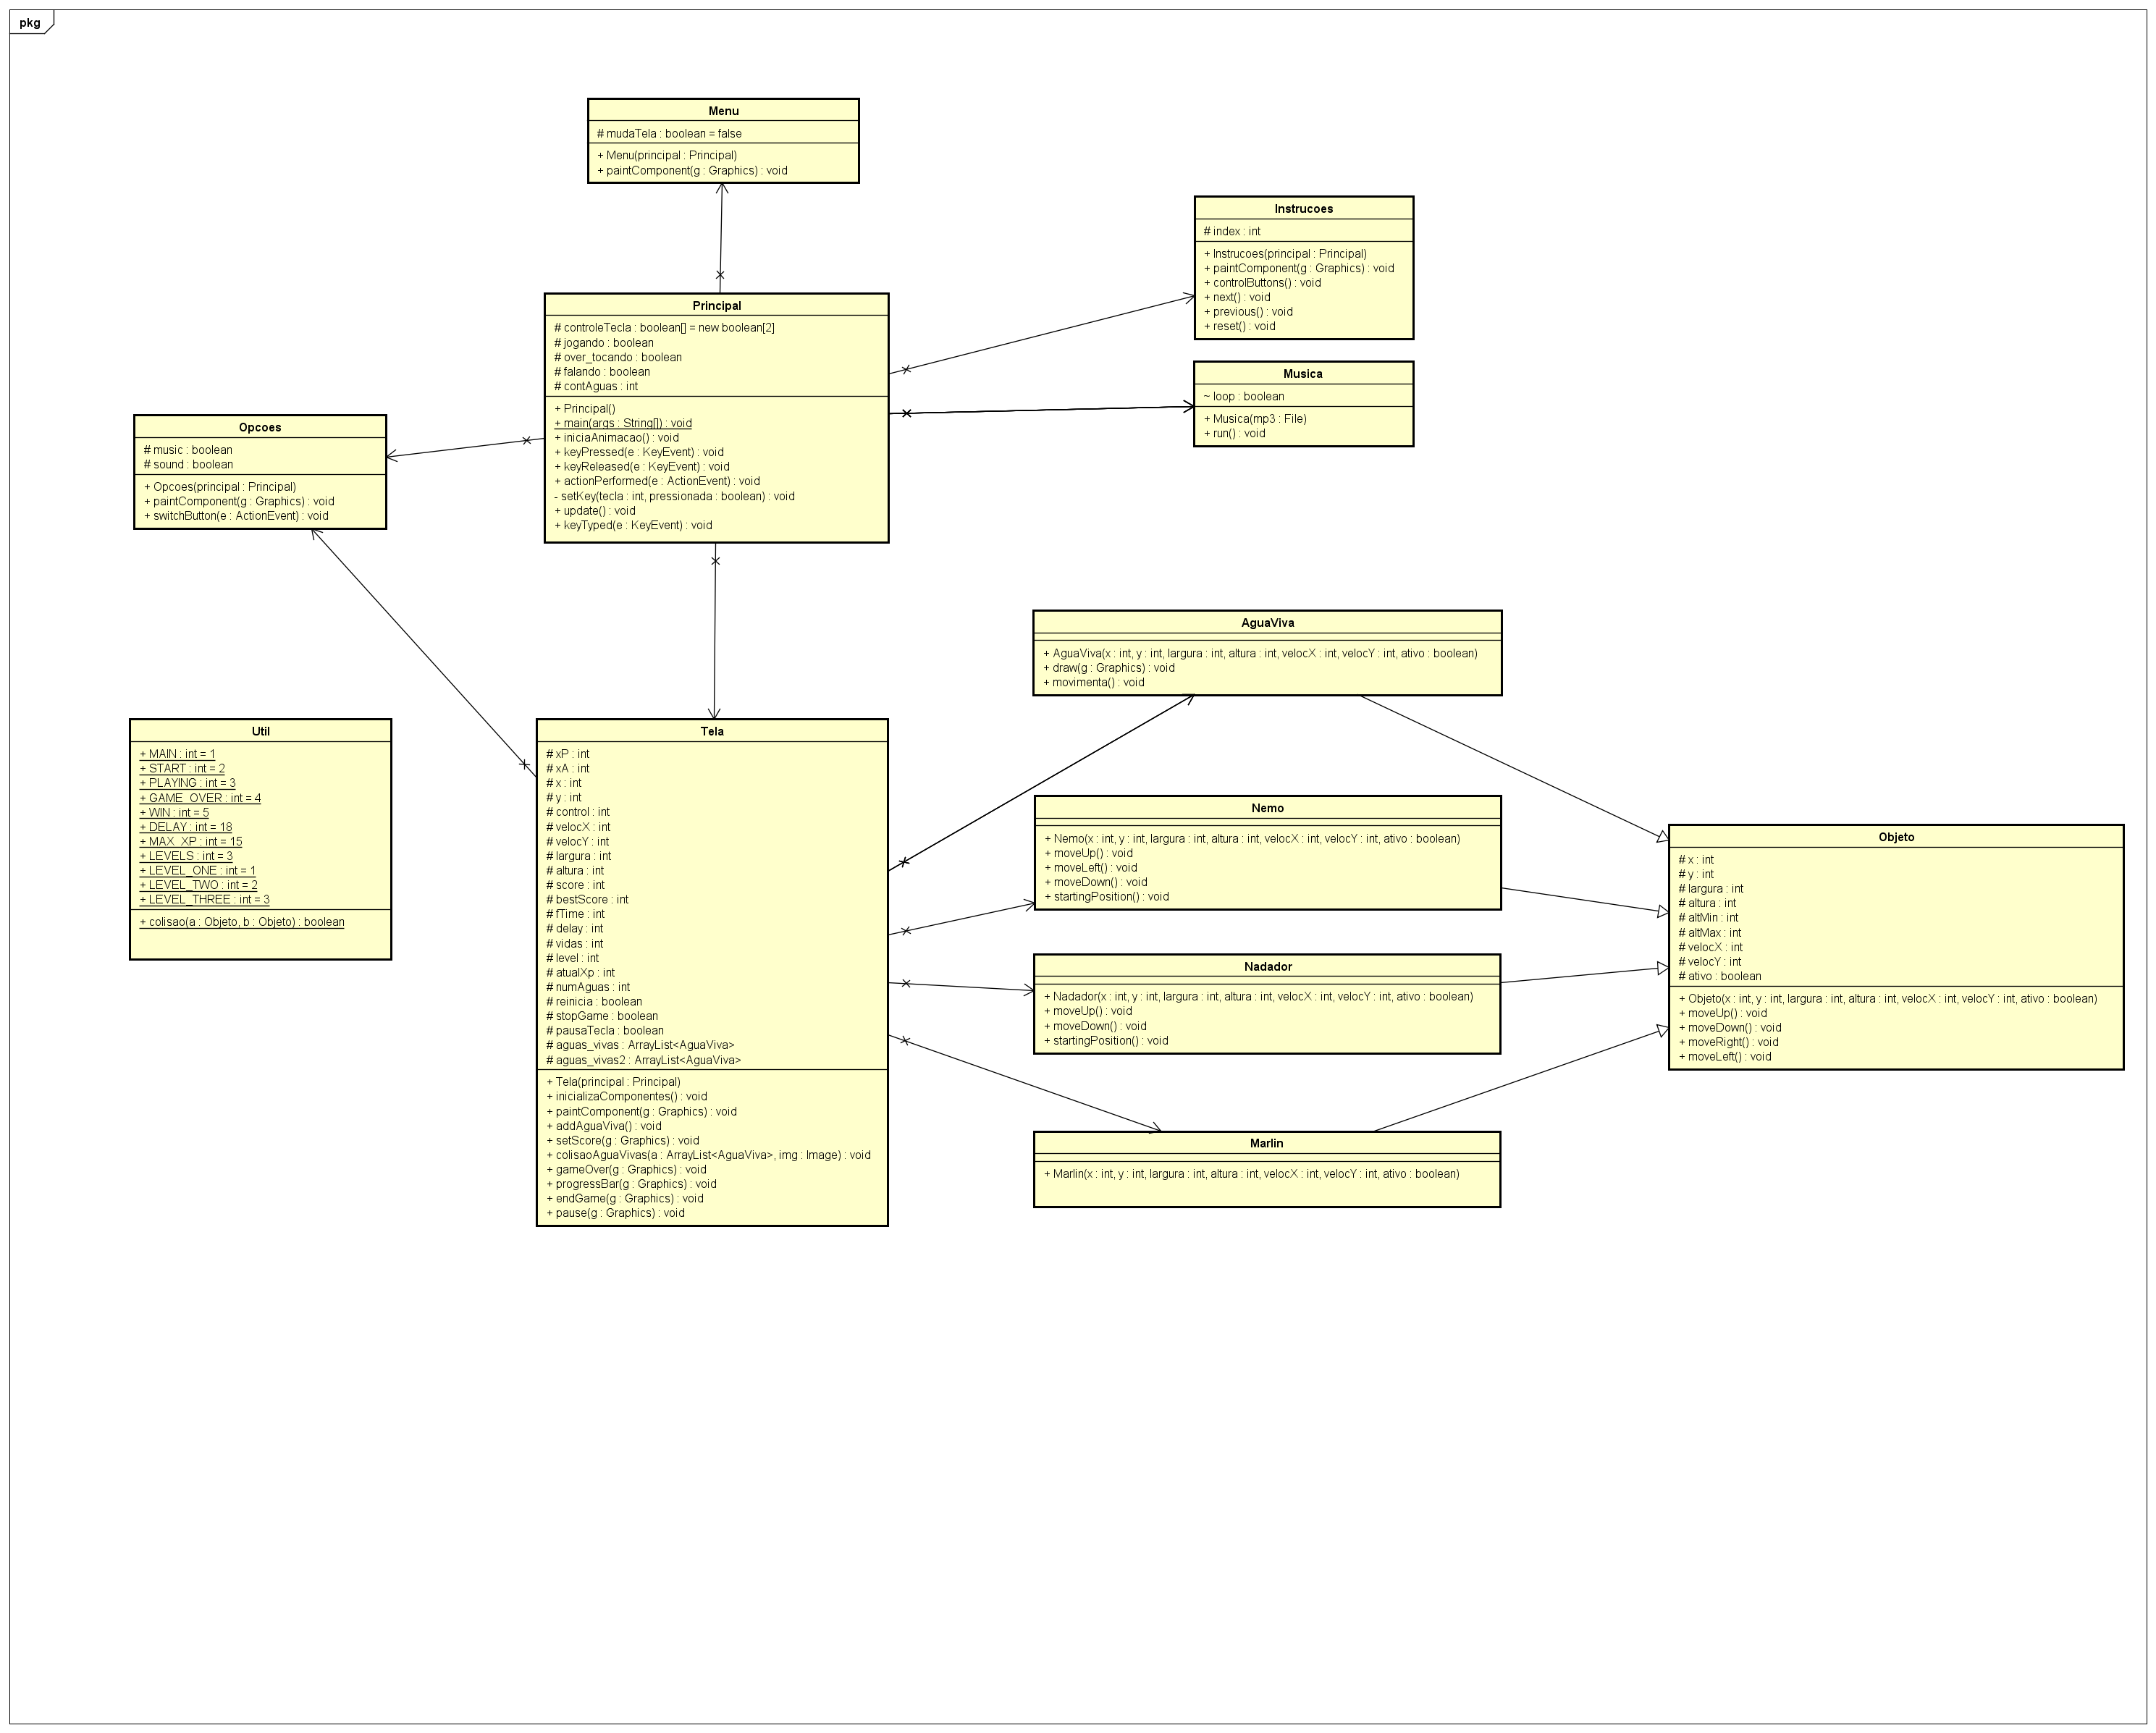 pkg
Menu
# mudaTela : boolean = false
+ Menu(principal : Principal)
+ paintComponent(g : Graphics) : void
Instrucoes
# index : int
+ Instrucoes(principal : Principal)
+ paintComponent(g : Graphics) : void
+ controlButtons() : void
+ next() : void
+ previous() : void
+ reset() : void
Principal
# controleTecla : boolean[] = new boolean[2]
# jogando : boolean
# over_tocando : boolean
# falando : boolean
# contAguas : int
+ Principal()
+ main(args : String[]) : void
+ iniciaAnimacao() : void
+ keyPressed(e : KeyEvent) : void
+ keyReleased(e : KeyEvent) : void
+ actionPerformed(e : ActionEvent) : void
- setKey(tecla : int, pressionada : boolean) : void
+ update() : void
+ keyTyped(e : KeyEvent) : void
Musica
~ loop : boolean
+ Musica(mp3 : File)
+ run() : void
Opcoes
# music : boolean
# sound : boolean
+ Opcoes(principal : Principal)
+ paintComponent(g : Graphics) : void
+ switchButton(e : ActionEvent) : void
AguaViva
+ AguaViva(x : int, y : int, largura : int, altura : int, velocX : int, velocY : int, ativo : boolean)
+ draw(g : Graphics) : void
+ movimenta() : void
Util
+ MAIN : int = 1
+ START : int = 2
+ PLAYING : int = 3
+ GAME_OVER : int = 4
+ WIN : int = 5
+ DELAY : int = 18
+ MAX_XP : int = 15
+ LEVELS : int = 3
+ LEVEL_ONE : int = 1
+ LEVEL_TWO : int = 2
+ LEVEL_THREE : int = 3
+ colisao(a : Objeto, b : Objeto) : boolean
Tela
# xP : int
# xA : int
# x : int
# y : int
# control : int
# velocX : int
# velocY : int
# largura : int
# altura : int
# score : int
# bestScore : int
# fTime : int
# delay : int
# vidas : int
# level : int
# atualXp : int
# numAguas : int
# reinicia : boolean
# stopGame : boolean
# pausaTecla : boolean
# aguas_vivas : ArrayList<AguaViva>
# aguas_vivas2 : ArrayList<AguaViva>
+ Tela(principal : Principal)
+ inicializaComponentes() : void
+ paintComponent(g : Graphics) : void
+ addAguaViva() : void
+ setScore(g : Graphics) : void
+ colisaoAguaVivas(a : ArrayList<AguaViva>, img : Image) : void
+ gameOver(g : Graphics) : void
+ progressBar(g : Graphics) : void
+ endGame(g : Graphics) : void
+ pause(g : Graphics) : void
Nemo
+ Nemo(x : int, y : int, largura : int, altura : int, velocX : int, velocY : int, ativo : boolean)
+ moveUp() : void
+ moveLeft() : void
+ moveDown() : void
+ startingPosition() : void
Nadador
+ Nadador(x : int, y : int, largura : int, altura : int, velocX : int, velocY : int, ativo : boolean)
+ moveUp() : void
+ moveDown() : void
+ startingPosition() : void
Marlin
+ Marlin(x : int, y : int, largura : int, altura : int, velocX : int, velocY : int, ativo : boolean)
Objeto
# x : int
# y : int
# largura : int
# altura : int
# altMin : int
# altMax : int
# velocX : int
# velocY : int
# ativo : boolean
+ Objeto(x : int, y : int, largura : int, altura : int, velocX : int, velocY : int, ativo : boolean)
+ moveUp() : void
+ moveDown() : void
+ moveRight() : void
+ moveLeft() : void